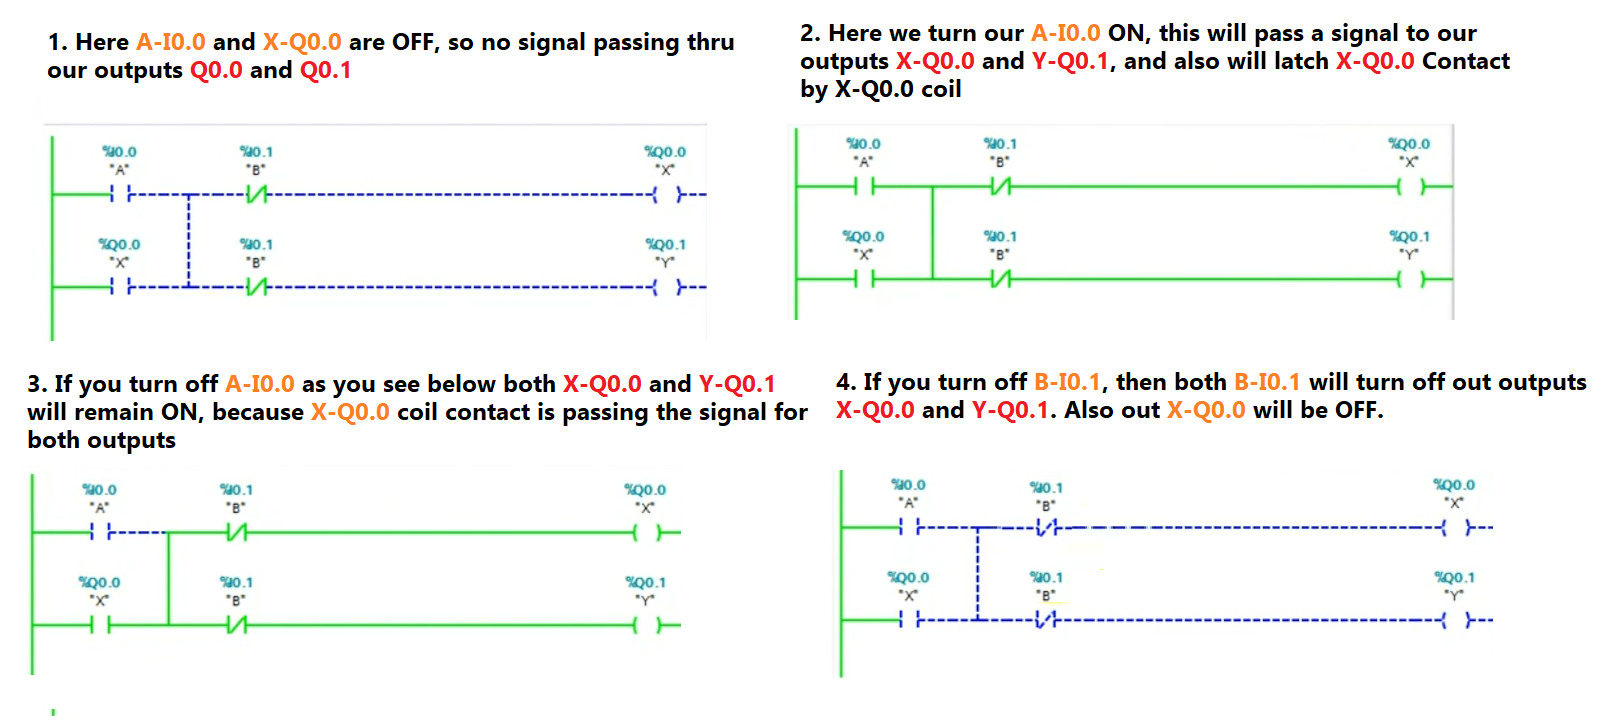 1. Here A-I0.0 and X-Q0.0 are OFF, so no signal passing thru
our outputs Q0.0 and Q0.1
%I0.0 %I0.1 %Q0.0
"A" "B" "X"
%Q0.0 %I0.1 %Q0.1
"X" "B" "Y"
2. Here we turn our A-I0.0 ON, this will pass a signal to our
outputs X-Q0.0 and Y-Q0.1, and also will latch X-Q0.0 Contact
by X-Q0.0 coil
%I0.0 %I0.1 %Q0.0
"A" "B" "X"
%Q0.0 %I0.1 %Q0.1
"X" "B" "Y"
3. If you turn off A-I0.0 as you see below both X-Q0.0 and Y-Q0.1
will remain ON, because X-Q0.0 coil contact is passing the signal for
both outputs
%I0.0 %I0.1 %Q0.0
"A" "B" "X"
%Q0.0 %I0.1 %Q0.1
"X" "B" "Y"
4. If you turn off B-I0.1, then both B-I0.1 will turn off out outputs
X-Q0.0 and Y-Q0.1. Also out X-Q0.0 will be OFF.
%I0.0 %I0.1 %Q0.0
"A" "B" "X"
%Q0.0 %I0.1 %Q0.1
"X" "B" "Y"